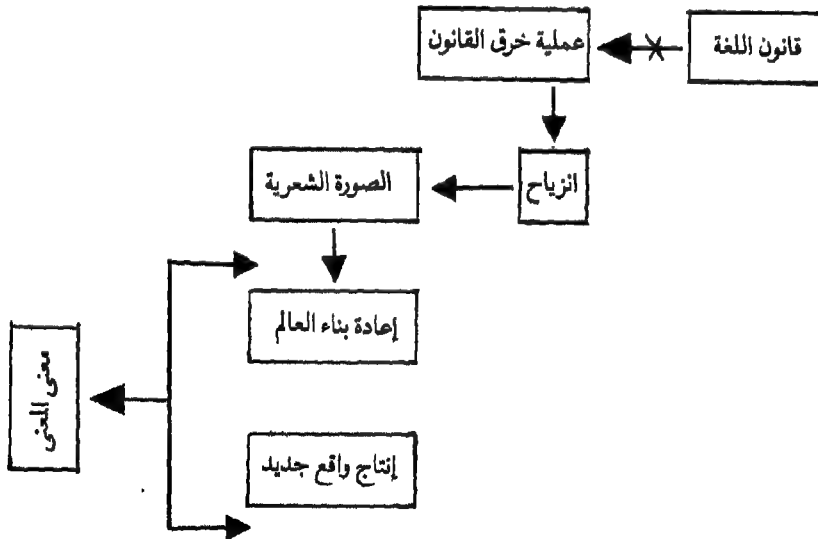 قانون اللغة
عملية خرق القانون
انزياح
الصورة الشعرية
إعادة بناء العالم
إنتاج واقع جديد
معنى المعنى